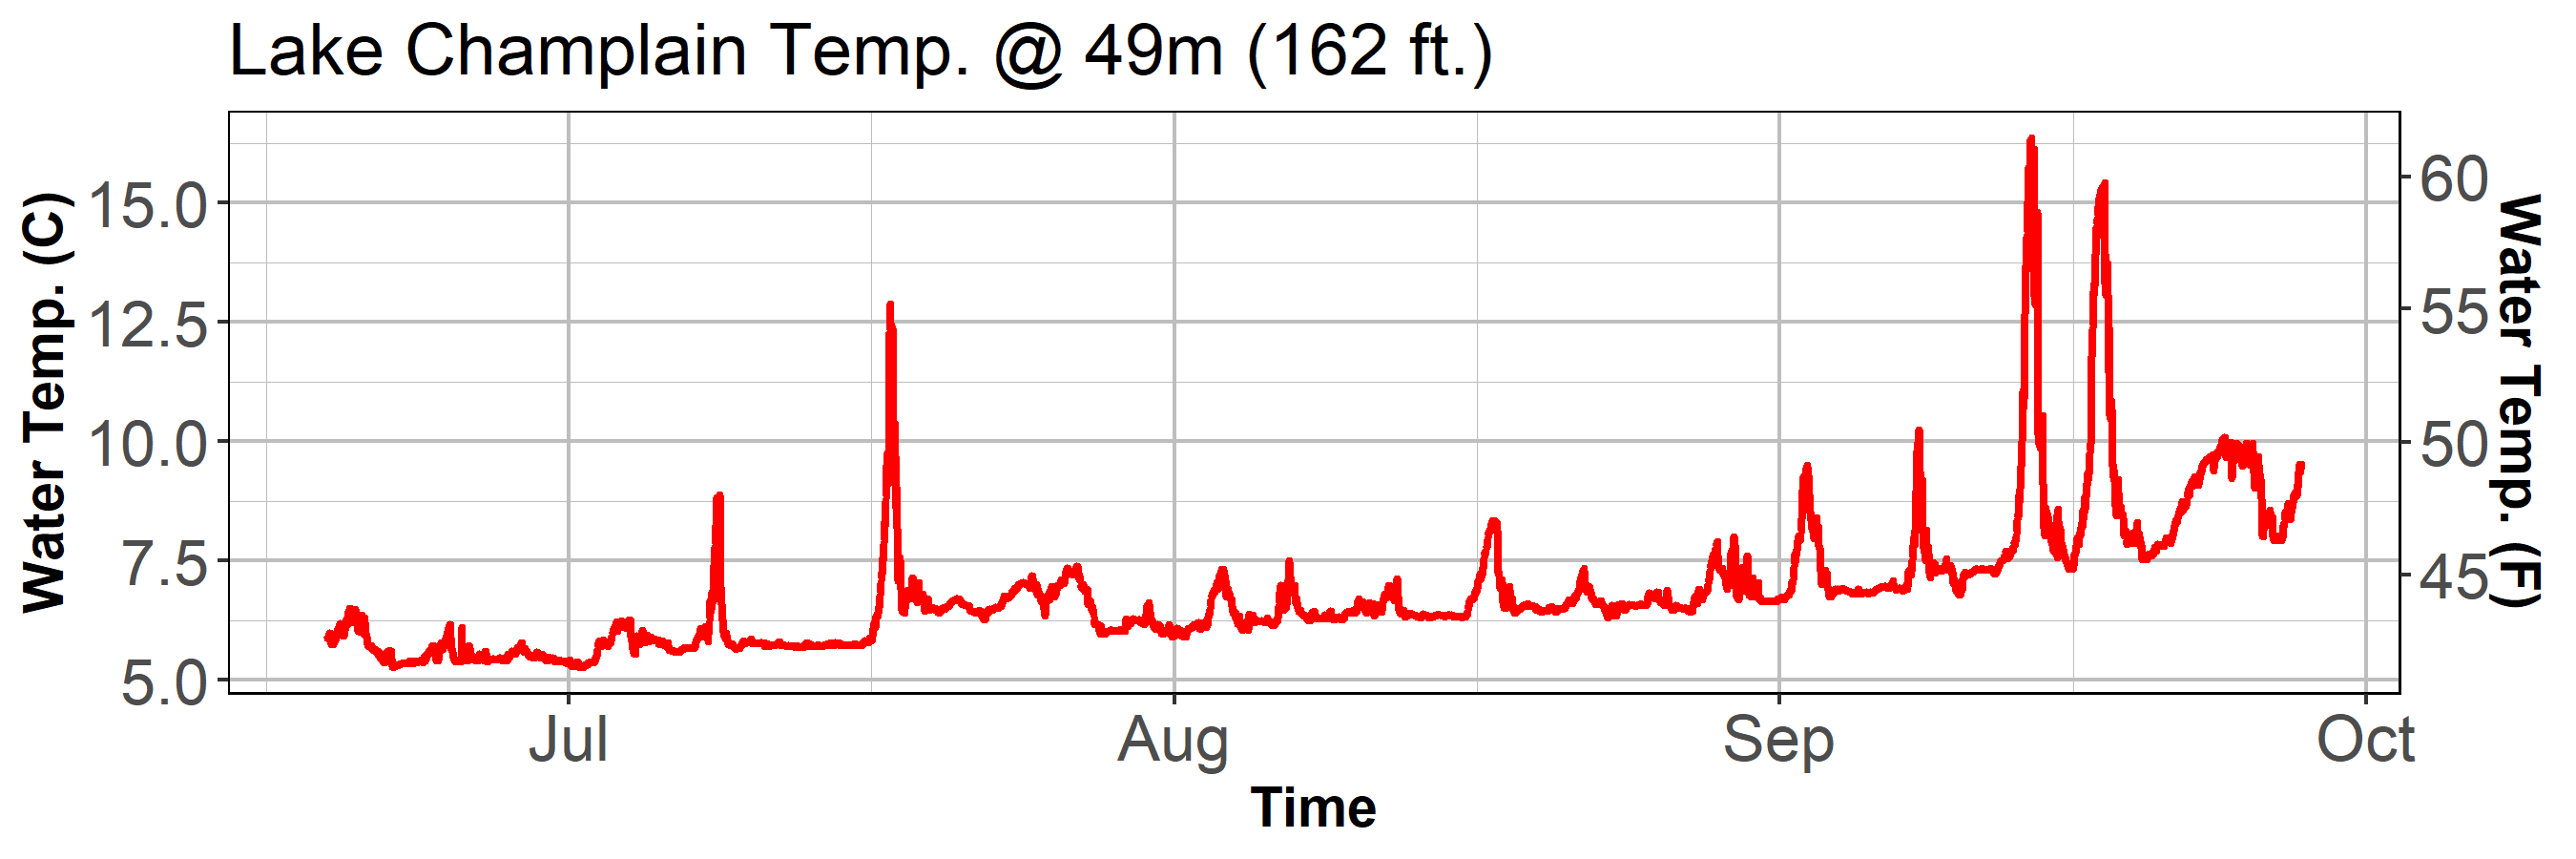 Lake Champlain Temp. @ 49m (162 ft.)
Water Temp. (C)
15.0
12.5
10.0
7.5
5.0
60
55
50
45
Water Temp. (F)
Jul Aug Sep Oct
Time